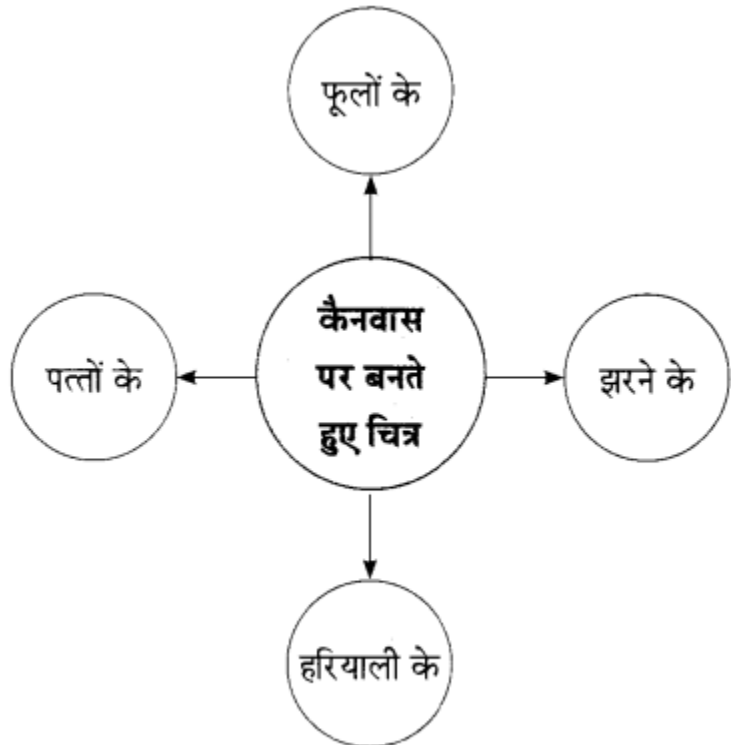 फूलों के
कैनवास
पर बनते
हुए चित्र
पत्तों के
झरने के
हरियाली के